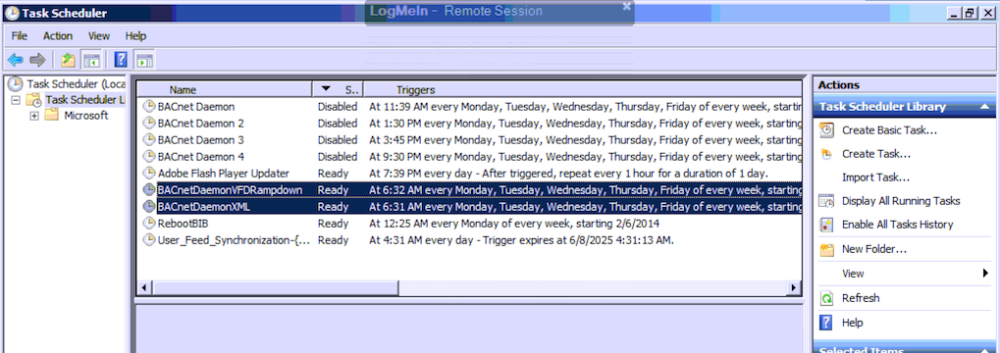 Task Scheduler
LogMeIn - Remote Session
File Action View Help
Task Scheduler (Loca
Task Scheduler L
Microsoft
Name S... Triggers
BACnet Daemon Disabled At 11:39 AM every Monday, Tuesday, Wednesday, Thursday, Friday of every week, starting
BACnet Daemon 2 Disabled At 1:30 PM every Monday, Tuesday, Wednesday, Thursday, Friday of every week, starting
BACnet Daemon 3 Disabled At 3:45 PM every Monday, Tuesday, Wednesday, Thursday, Friday of every week, starting
BACnet Daemon 4 Disabled At 9:30 PM every Monday, Tuesday, Wednesday, Thursday, Friday of every week, starting
Adobe Flash Player Updater Ready At 7:39 PM every day - After triggered, repeat every 1 hour for a duration of 1 day.
BACnetDaemonVFDRampdown Ready At 6:32 AM every Monday, Tuesday, Wednesday, Thursday, Friday of every week, starting
BACnetDaemonXML Ready At 6:31 AM every Monday, Tuesday, Wednesday, Thursday, Friday of every week, starting
RebootBIB Ready At 12:25 AM every Monday of every week, starting 2/6/2014
User_Feed_Synchronization-{... Ready At 4:31 AM every day - Trigger expires at 6/8/2025 4:31:13 AM.
Actions
Task Scheduler Library
Create Basic Task...
Create Task...
Import Task...
Display All Running Tasks
Enable All Tasks History
New Folder...
View
Refresh
Help
Selected Items